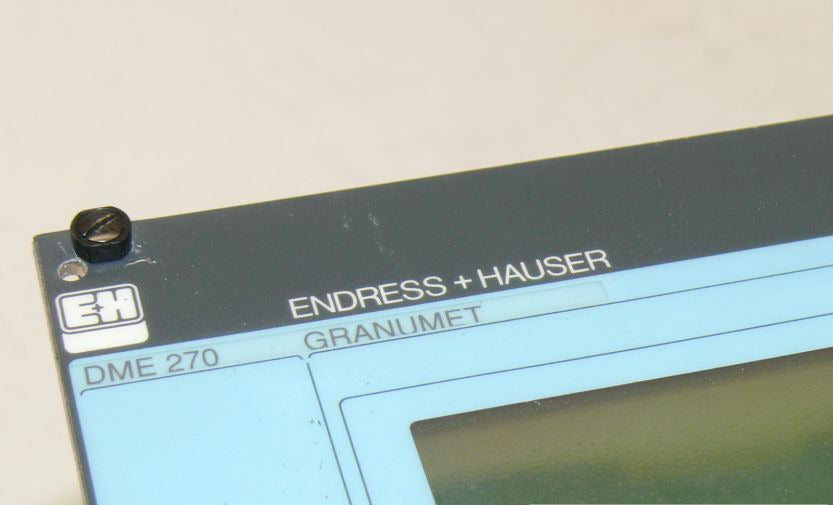 E+H
ENDRESS + HAUSER
DME 270
GRANUMET